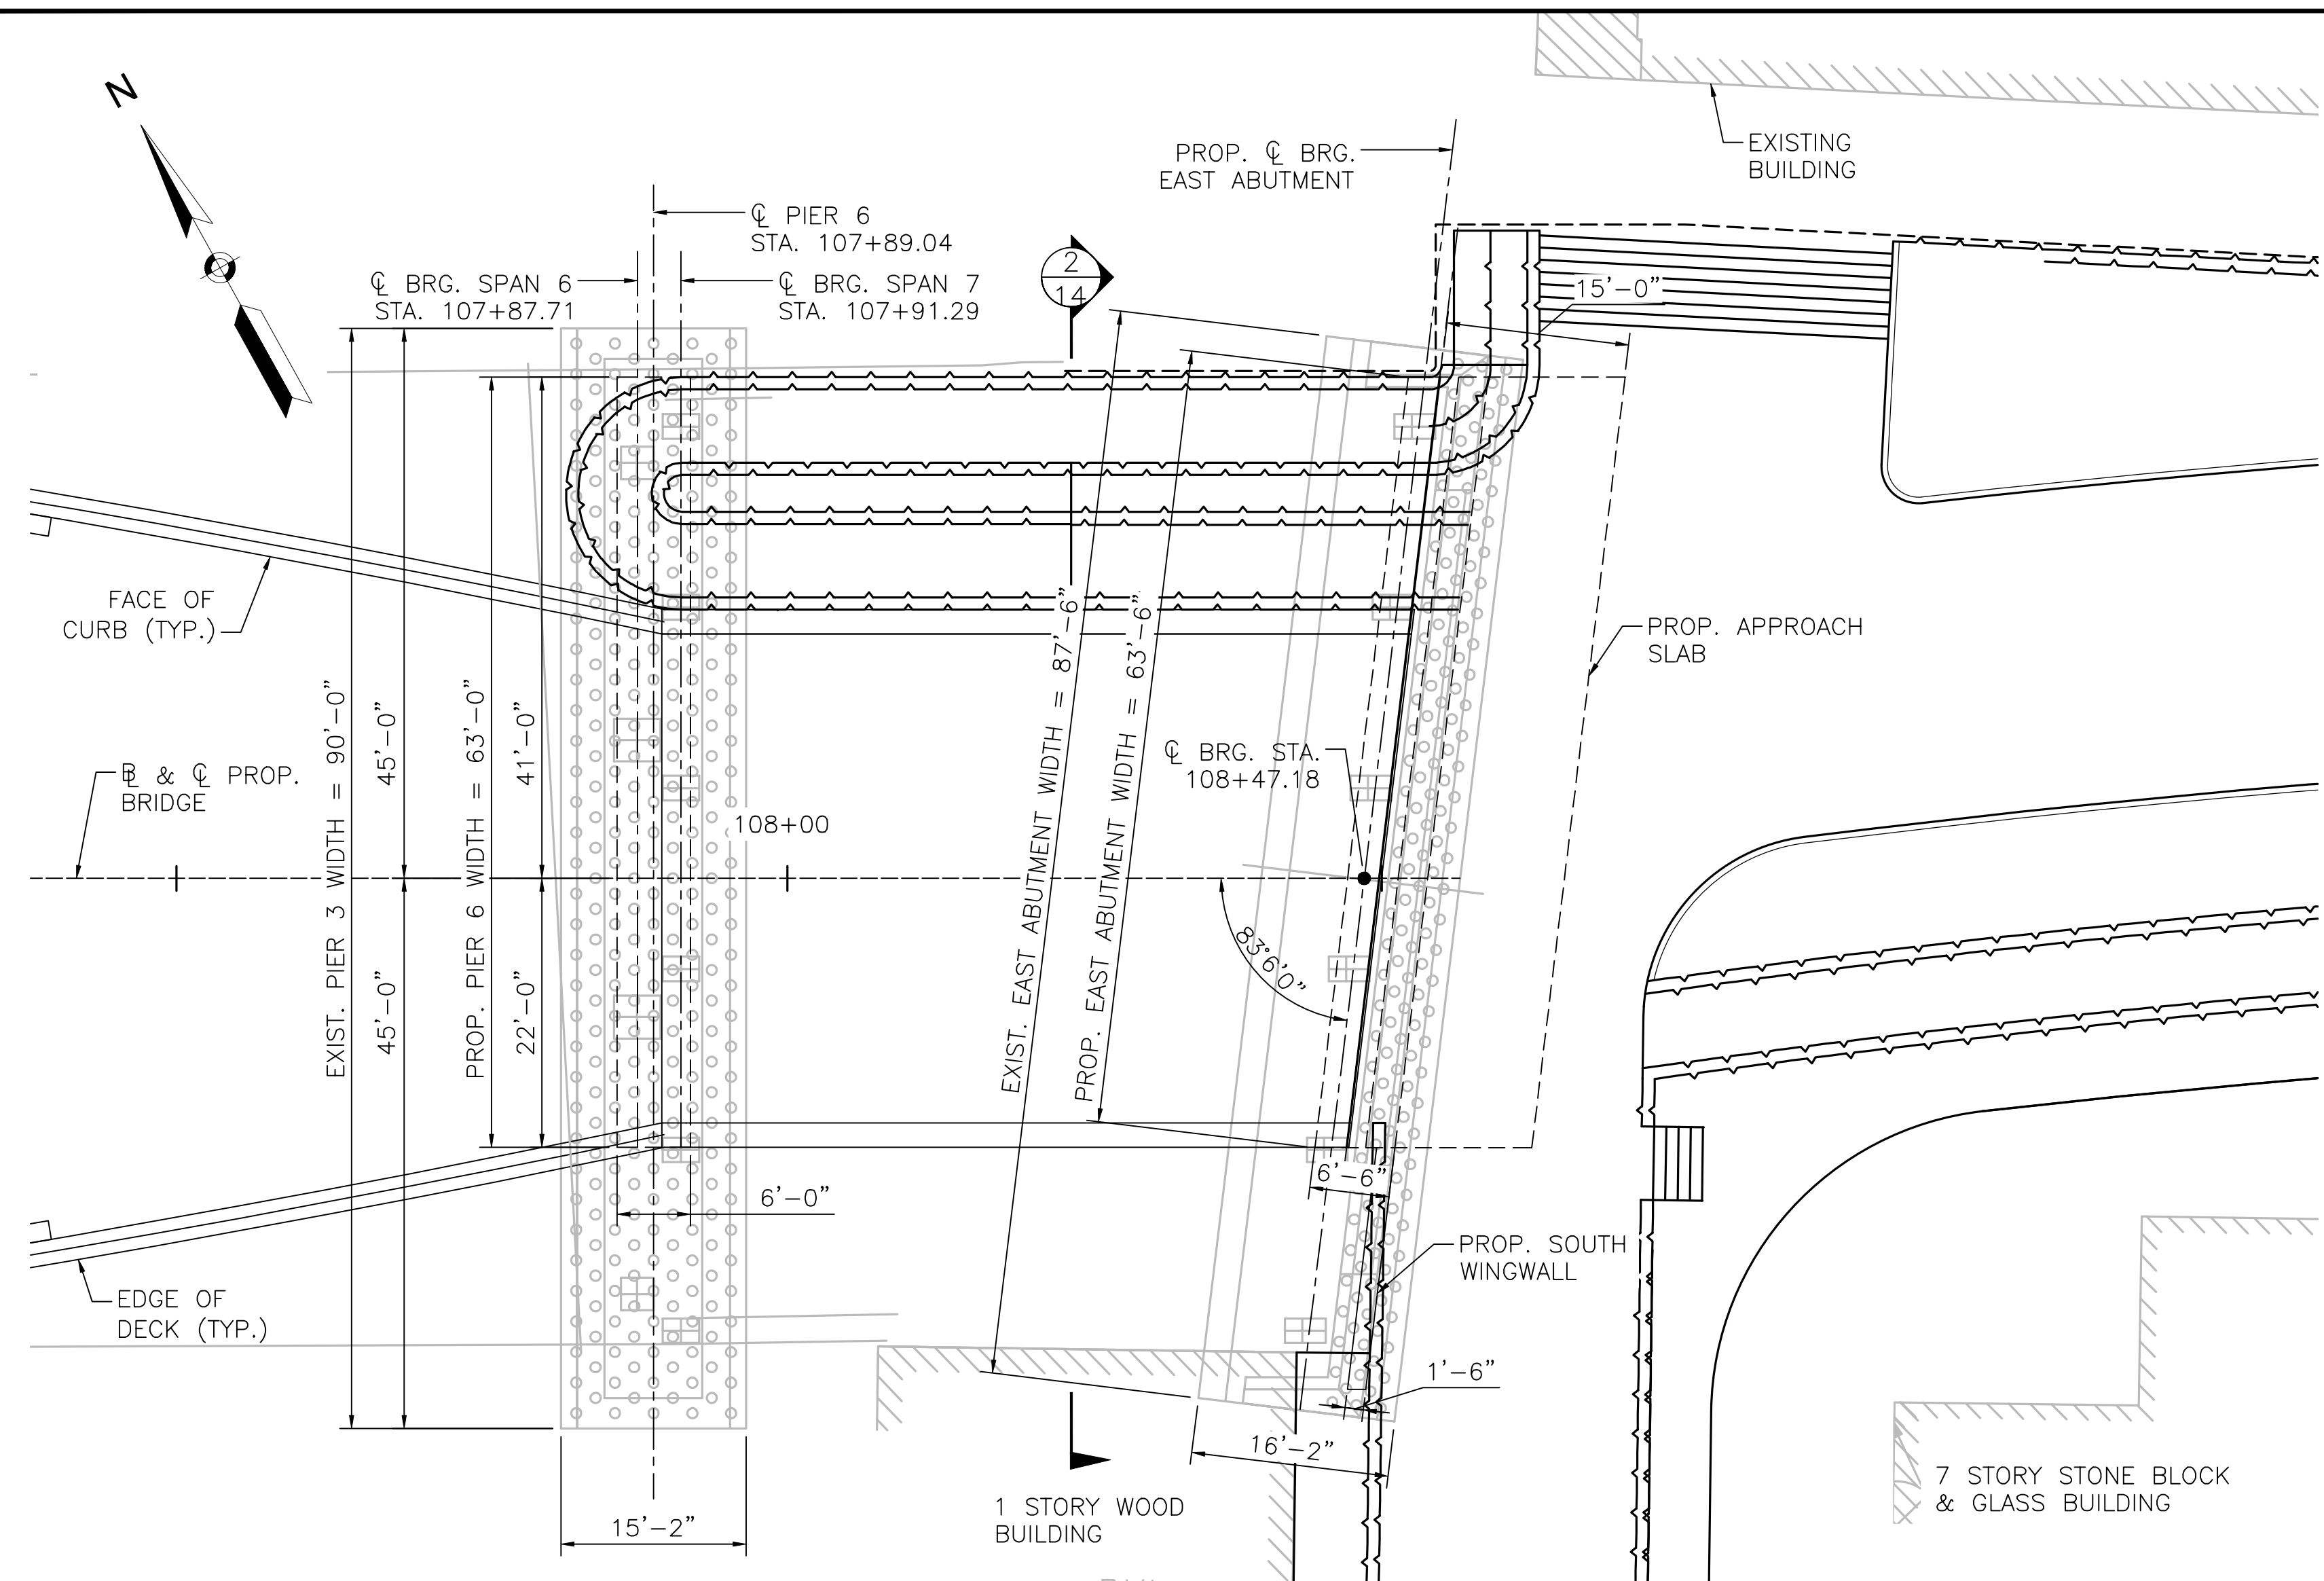 N
PROP. ℄ BRG.
EAST ABUTMENT
EXISTING
BUILDING
℄ PIER 6
STA. 107+89.04
℄ BRG. SPAN 6
STA. 107+87.71
℄ BRG. SPAN 7
STA. 107+91.29
2
14
15'-0"
FACE OF
CURB (TYP.)
PROP. APPROACH
SLAB
EXIST. PIER 3 WIDTH = 90'-0"
45'-0"
45'-0"
PROP. PIER 6 WIDTH = 63'-0"
41'-0"
22'-0"
EXIST. EAST ABUTMENT WIDTH = 87'-6"
PROP. EAST ABUTMENT WIDTH = 63'-6"
℄ BRG. STA.
108+47.18
BL & ℄ PROP.
BRIDGE
108+00
83°6'0"
6'-6"
6'-0"
PROP. SOUTH
WINGWALL
EDGE OF
DECK (TYP.)
1'-6"
16'-2"
15'-2"
1 STORY WOOD
BUILDING
7 STORY STONE BLOCK
& GLASS BUILDING